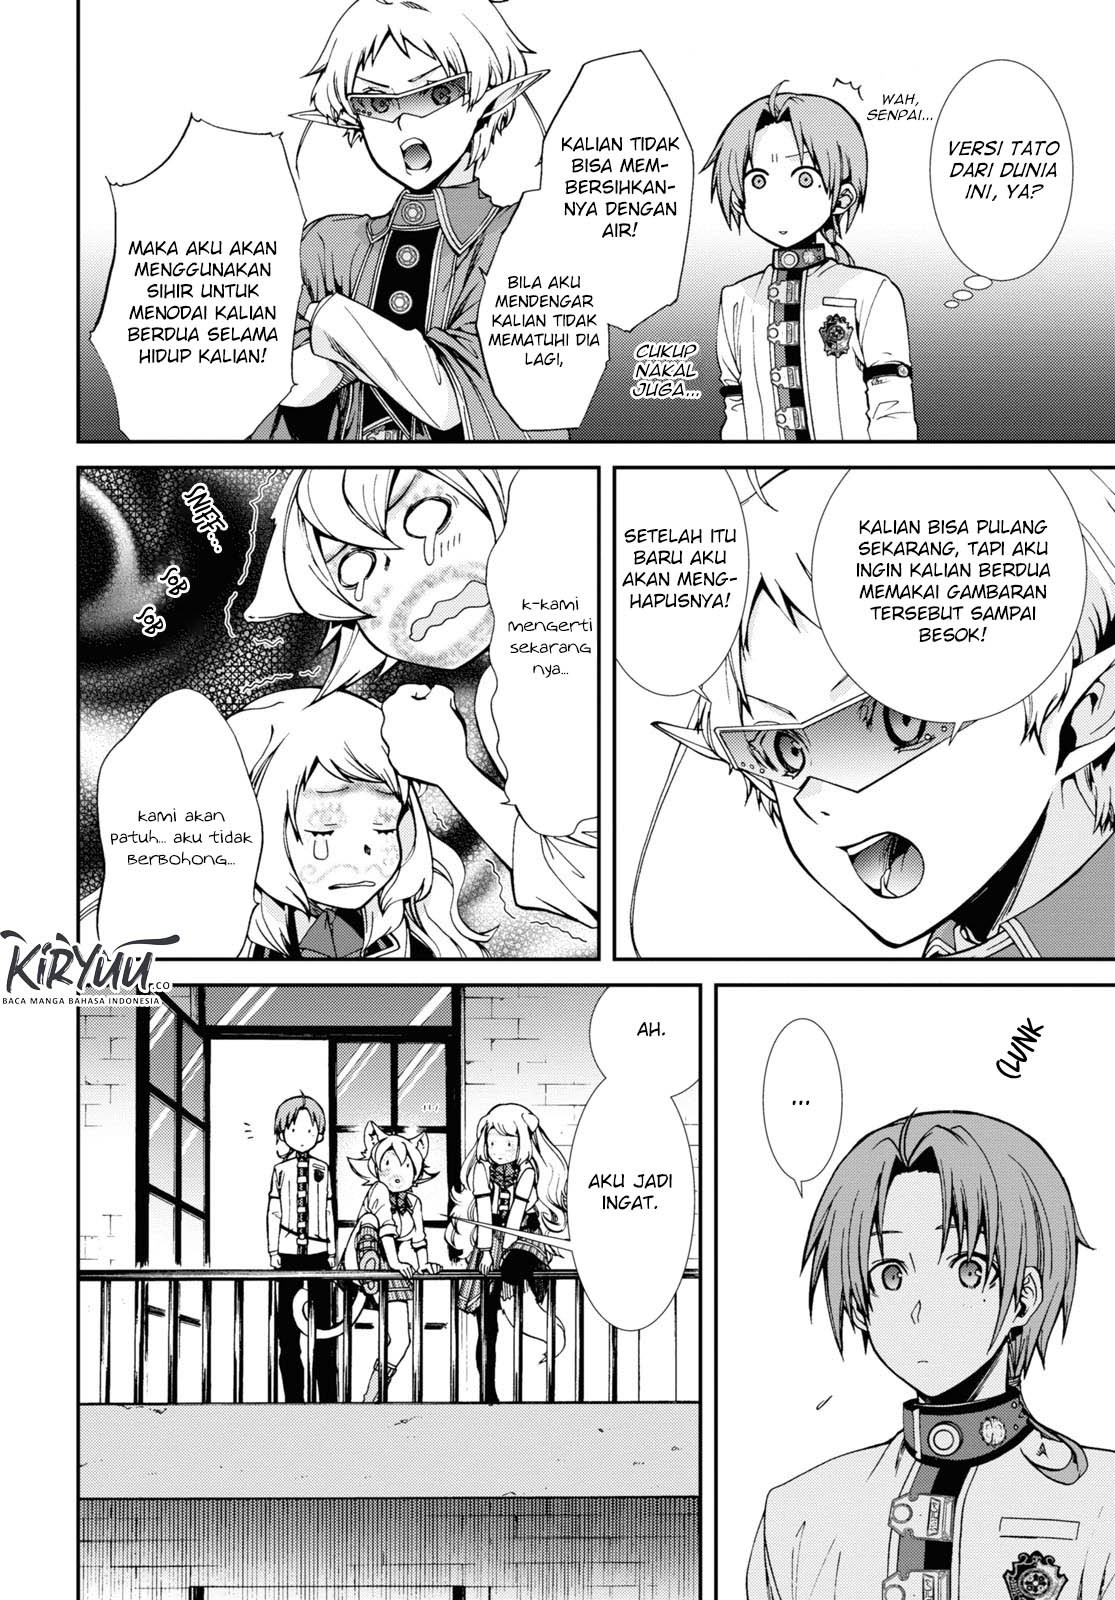 WAH,
SENPAI...
VERSI TATO
DARI DUNIA
INI, YA?
KALIAN TIDAK
BISA MEM-
BERSIHKAN-
NYA DENGAN
AIR!
BILA AKU
MENDENGAR
KALIAN TIDAK
MEMATUHI DIA
LAGI,
CUKUP
NAKAL
JUGA...
MAKA AKU AKAN
MENGGUNAKAN
SIHIR UNTUK
MENODAI KALIAN
BERDUA SELAMA
HIDUP KALIAN!
KALIAN BISA PULANG
SEKARANG, TAPI AKU
INGIN KALIAN BERDUA
MEMAKAI GAMBARAN
TERSEBUT SAMPAI
BESOK!
SETELAH ITU
BARU AKU
AKAN MENG-
HAPUSNYA!
k-kami
mengerti
sekarang
nya...
SNIFF...
SOB
SOB
kami akan
patuh... aku tidak
berbohong...
KIRYUU.CO
BACA MANGA BAHASA INDONESIA
CLUNK
...
AH.
AKU JADI
INGAT.